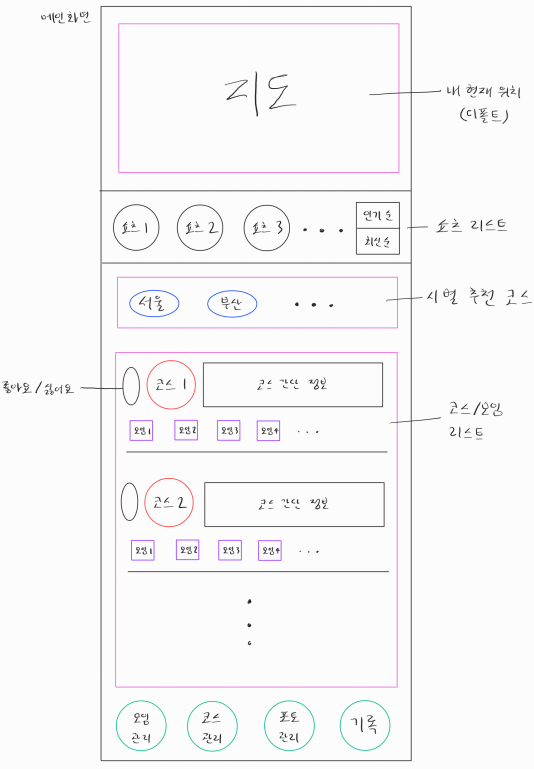 메인화면
지도
내 현재 위치
(디폴트)
쇼츠 1
쇼츠 2
쇼츠 3
인기순
최신순
쇼츠 리스트
서울
부산
시별 추천 코스
좋아요/싫어요
코스 1
코스 간단 정보
모임1
모임2
모임3
모임4
코스/모임
리스트
코스 2
코스 간단 정보
모임1
모임2
모임3
모임4
모임
관리
코스
관리
포토
관리
기록